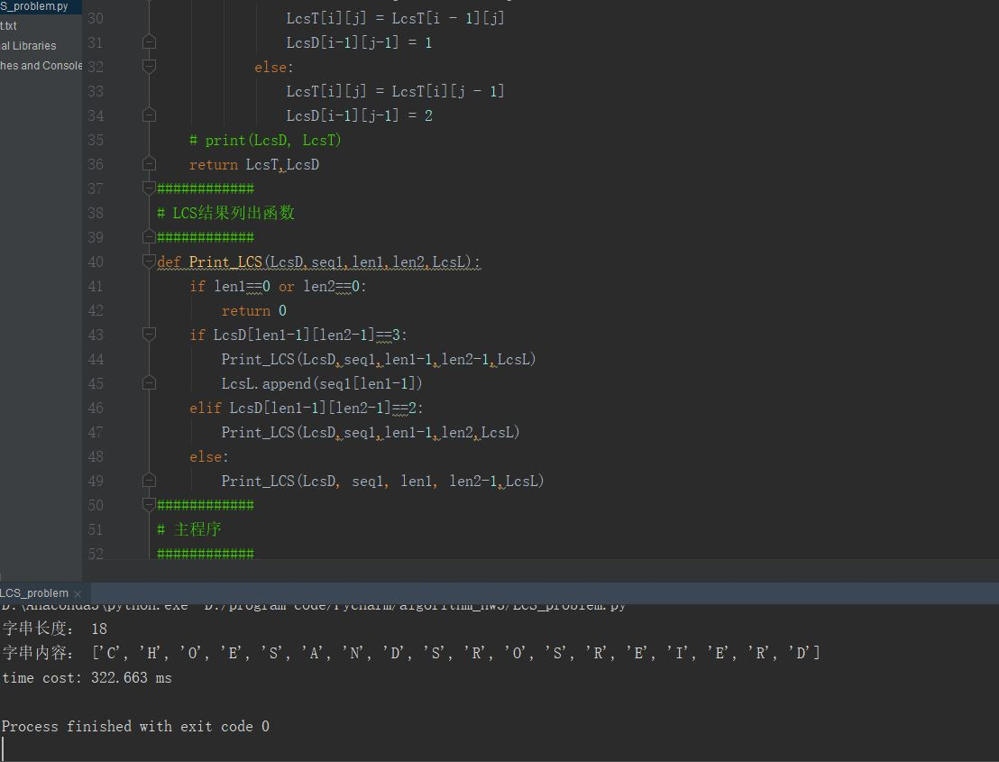 S_problem.py
t.txt
al Libraries
hes and Console
30 LcsT[i][j] = LcsT[i - 1][j]
31 LcsD[i-1][j-1] = 1
32 else:
33 LcsT[i][j] = LcsT[i][j - 1]
34 LcsD[i-1][j-1] = 2
35 # print(LcsD, LcsT)
36 return LcsT,LcsD
37 ############
38 # LCS结果列出函数
39 ############
40 def Print_LCS(LcsD,seq1,len1,len2,LcsL):
41 if len1==0 or len2==0:
42 return 0
43 if LcsD[len1-1][len2-1]==3:
44 Print_LCS(LcsD,seq1,len1-1,len2-1,LcsL)
45 LcsL.append(seq1[len1-1])
46 elif LcsD[len1-1][len2-1]==2:
47 Print_LCS(LcsD,seq1,len1-1,len2,LcsL)
48 else:
49 Print_LCS(LcsD, seq1, len1, len2-1,LcsL)
50 ############
51 # 主程序
52 ############
LCS_problem
D:\Anaconda3\python.exe "D:/program code/Pycharm/algorithm_hw3/LCS_problem.py"
字串长度： 18
字串内容： ['C', 'H', 'O', 'E', 'S', 'A', 'N', 'D', 'S', 'R', 'O', 'S', 'R', 'E', 'I', 'E', 'R', 'D']
time cost: 322.663 ms
Process finished with exit code 0